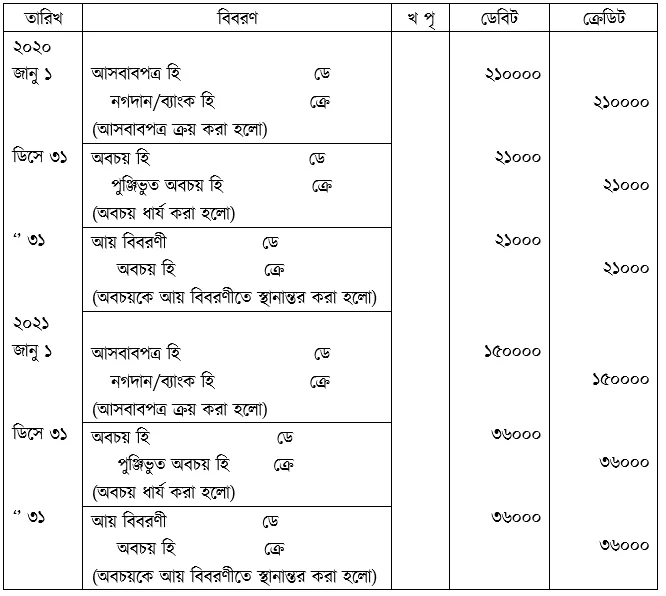 তারিখ বিবরণ খ পৃ ডেবিট ক্রেডিট
২০২০
জানু ১ আসবাবপত্র হি ডে ২১০০০০
নগদান/ব্যাংক হি ক্রে ২১০০০০
(আসবাবপত্র ক্রয় করা হলো)
ডিসে ৩১ অবচয় হি ডে ২১০০০
পুঞ্জিভুত অবচয় হি ক্রে ২১০০০
(অবচয় ধার্য করা হলো)
“ ৩১ আয় বিবরণী ডে ২১০০০
অবচয় হি ক্রে ২১০০০
(অবচয়কে আয় বিবরণীতে স্থানান্তর করা হলো)
২০২১
জানু ১ আসবাবপত্র হি ডে ১৫০০০০
নগদান/ব্যাংক হি ক্রে ১৫০০০০
(আসবাবপত্র ক্রয় করা হলো)
ডিসে ৩১ অবচয় হি ডে ৩৬০০০
পুঞ্জিভুত অবচয় হি ক্রে ৩৬০০০
(অবচয় ধার্য করা হলো)
“ ৩১ আয় বিবরণী ডে ৩৬০০০
অবচয় হি ক্রে ৩৬০০০
(অবচয়কে আয় বিবরণীতে স্থানান্তর করা হলো)